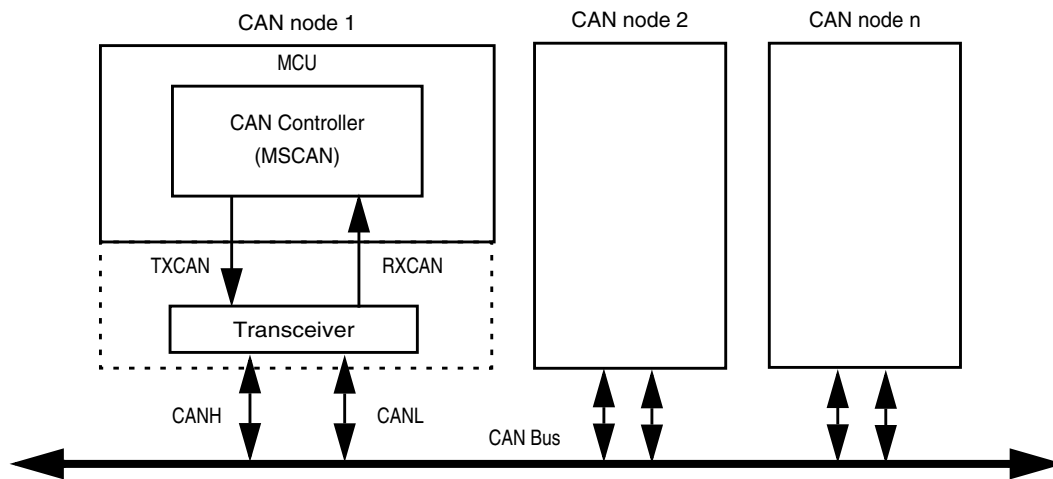 CAN node 1
CAN node 2
CAN node n
MCU
CAN Controller
(MSCAN)
TXCAN
RXCAN
Transceiver
CANH
CANL
CAN Bus